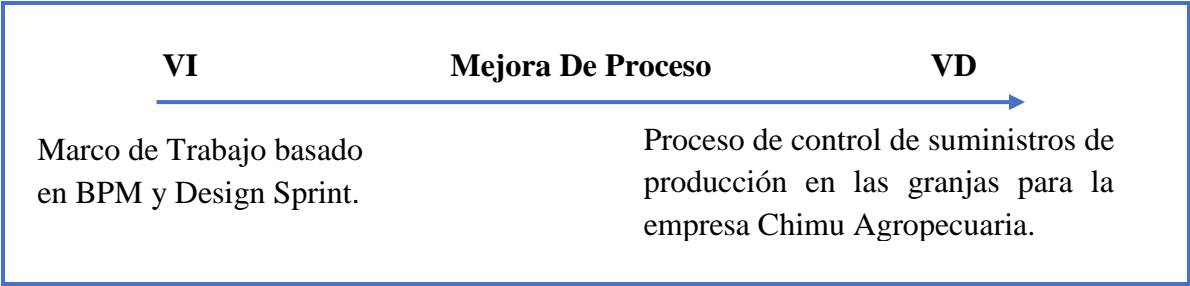 VI Mejora De Proceso VD
Marco de Trabajo basado
en BPM y Design Sprint.
Proceso de control de suministros de
producción en las granjas para la
empresa Chimu Agropecuaria.